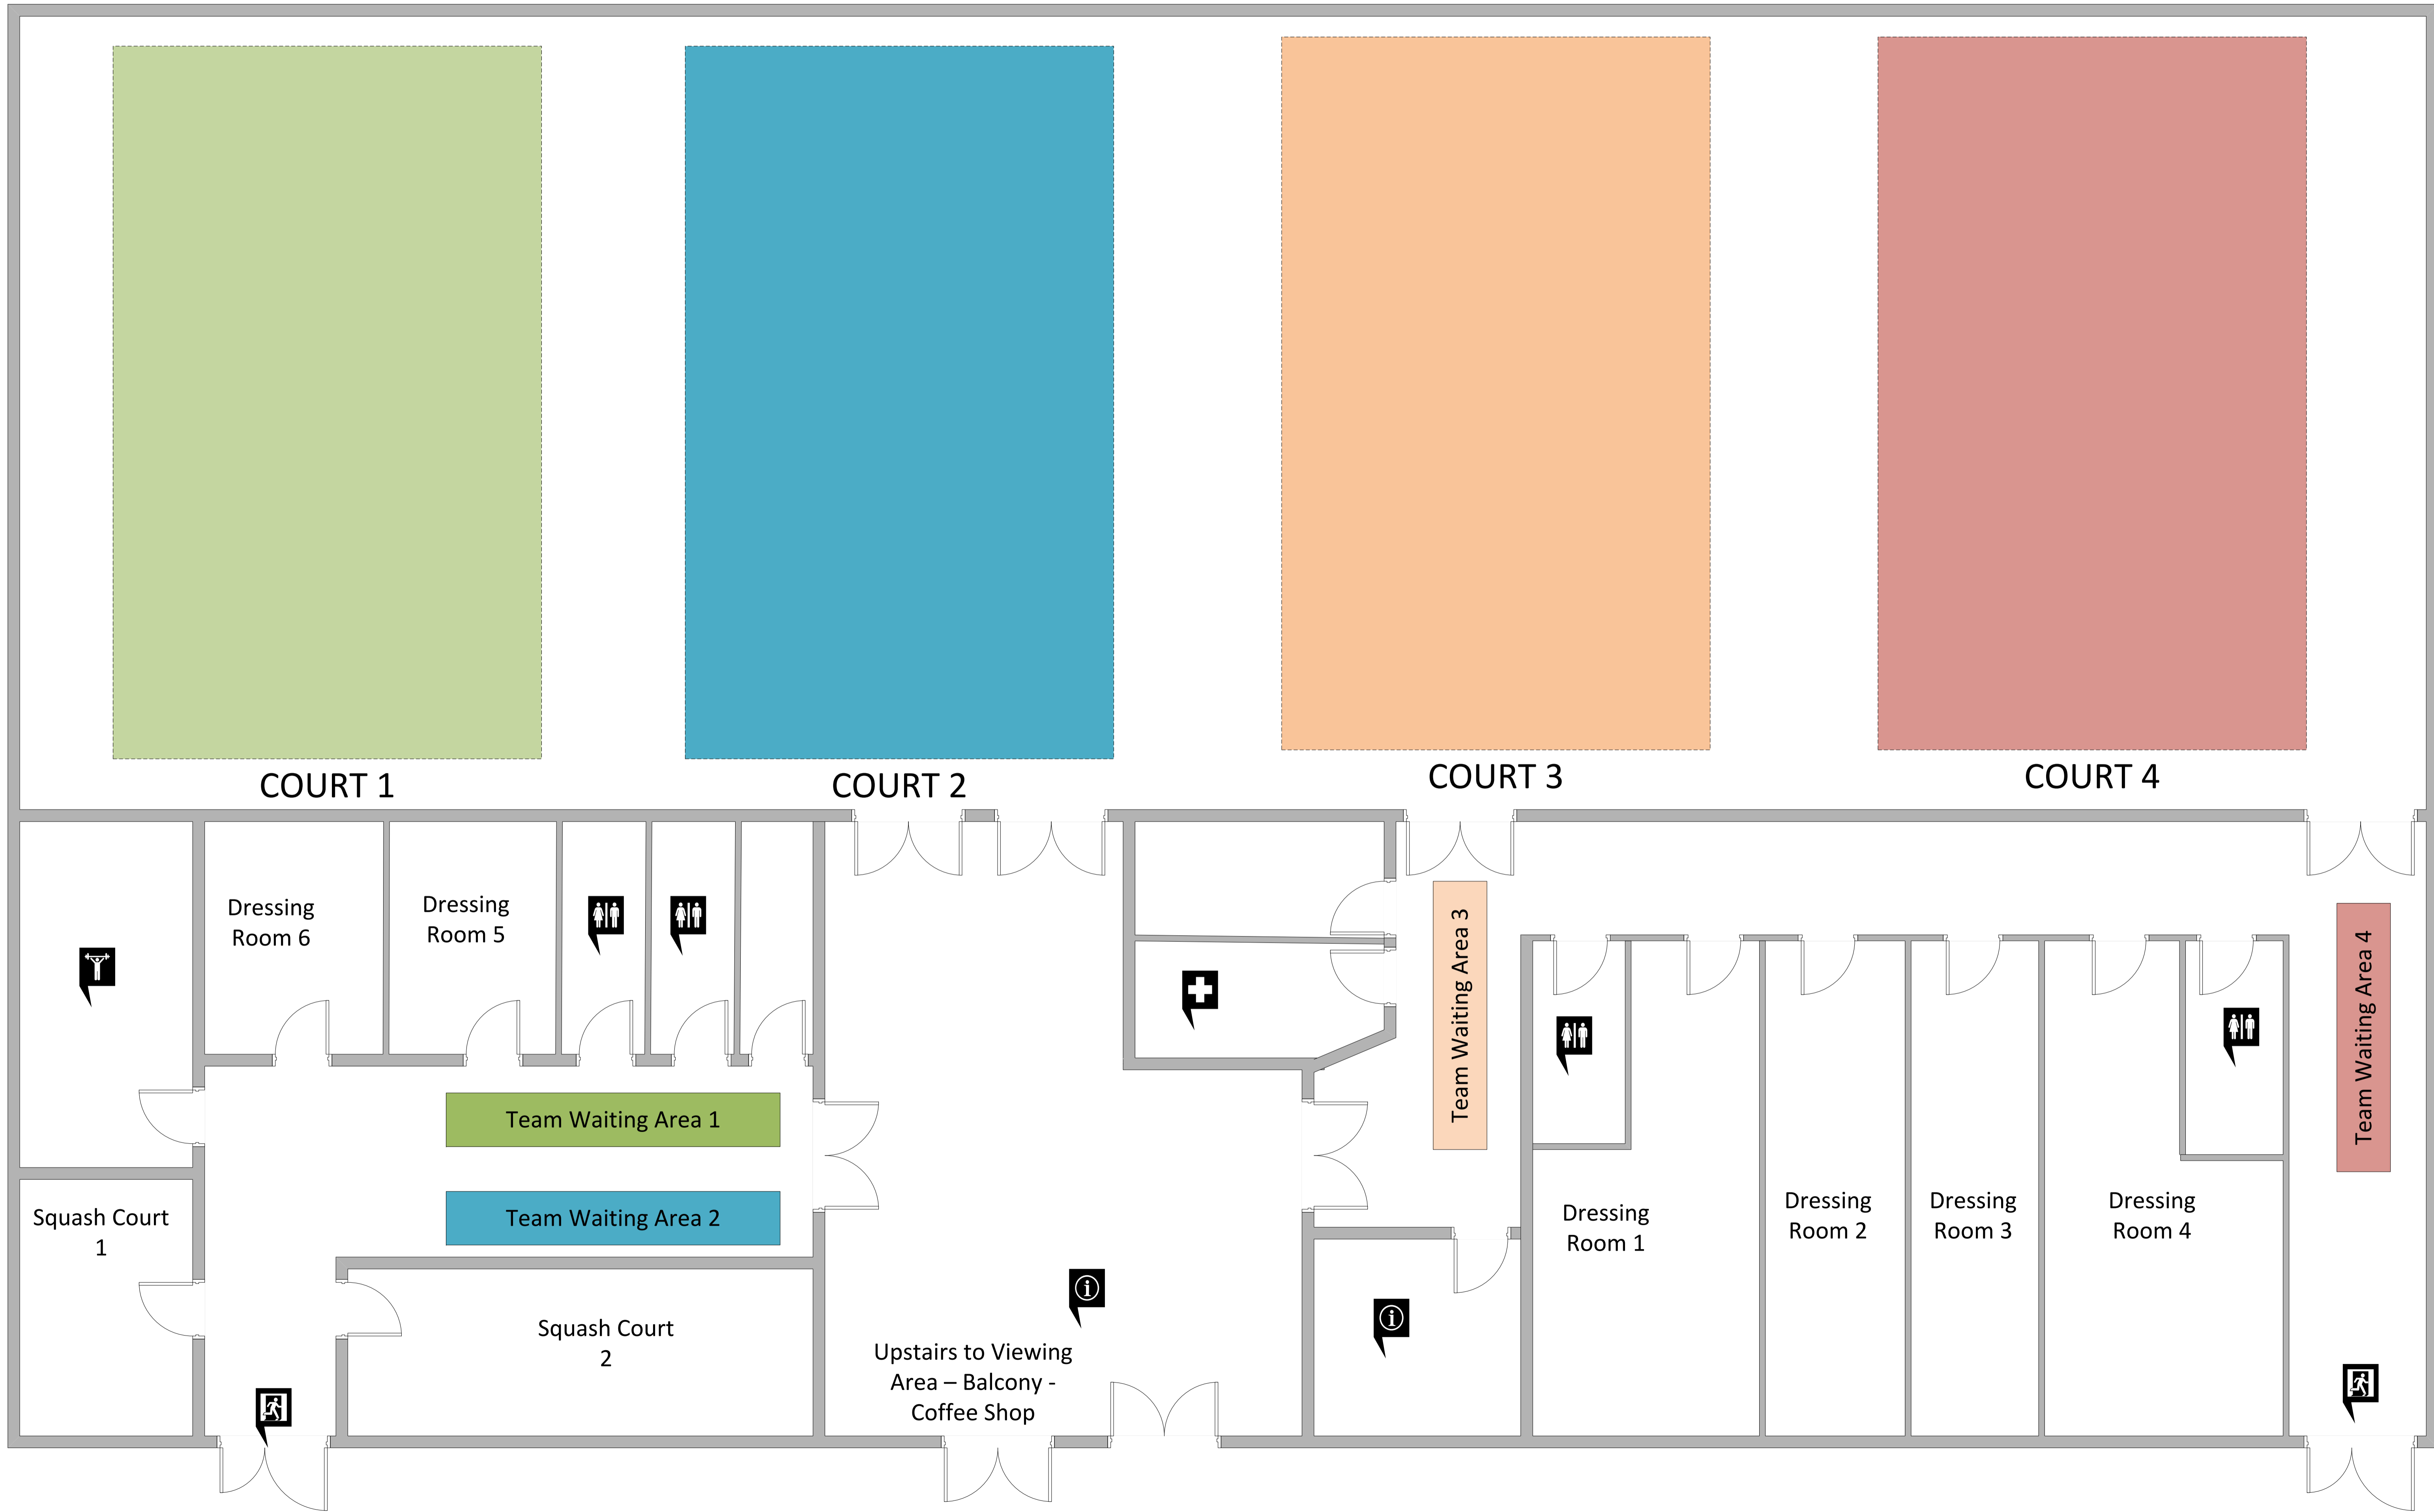 COURT 1
COURT 2
COURT 3
COURT 4
Dressing
Room 6
Dressing
Room 5
Team Waiting Area 1
Team Waiting Area 2
Squash Court
1
Squash Court
2
Upstairs to Viewing
Area – Balcony -
Coffee Shop
Team Waiting Area 3
Dressing
Room 1
Dressing
Room 2
Dressing
Room 3
Dressing
Room 4
Team Waiting Area 4